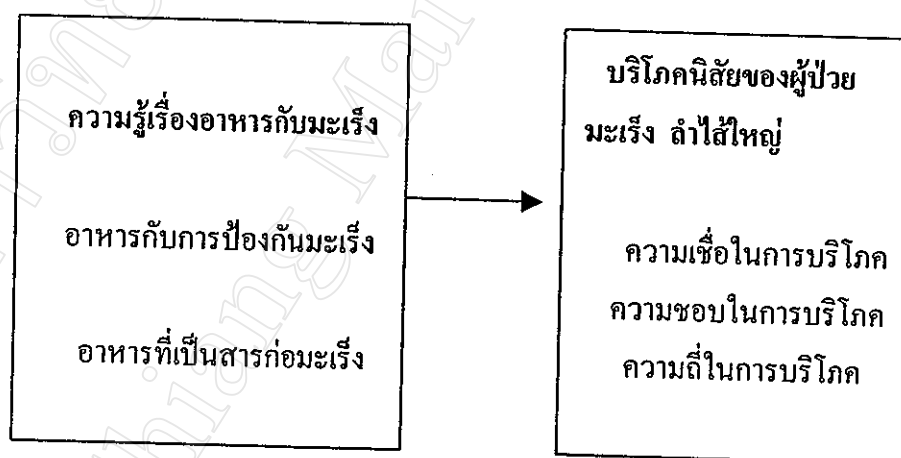 ความรู้เรื่องอาหารกับมะเร็ง
อาหารกับการป้องกันมะเร็ง
อาหารที่เป็นสารก่อมะเร็ง
บริโภคนิสัยของผู้ป่วย
มะเร็ง ลำไส้ใหญ่
ความเชื่อในการบริโภค
ความชอบในการบริโภค
ความถี่ในการบริโภค